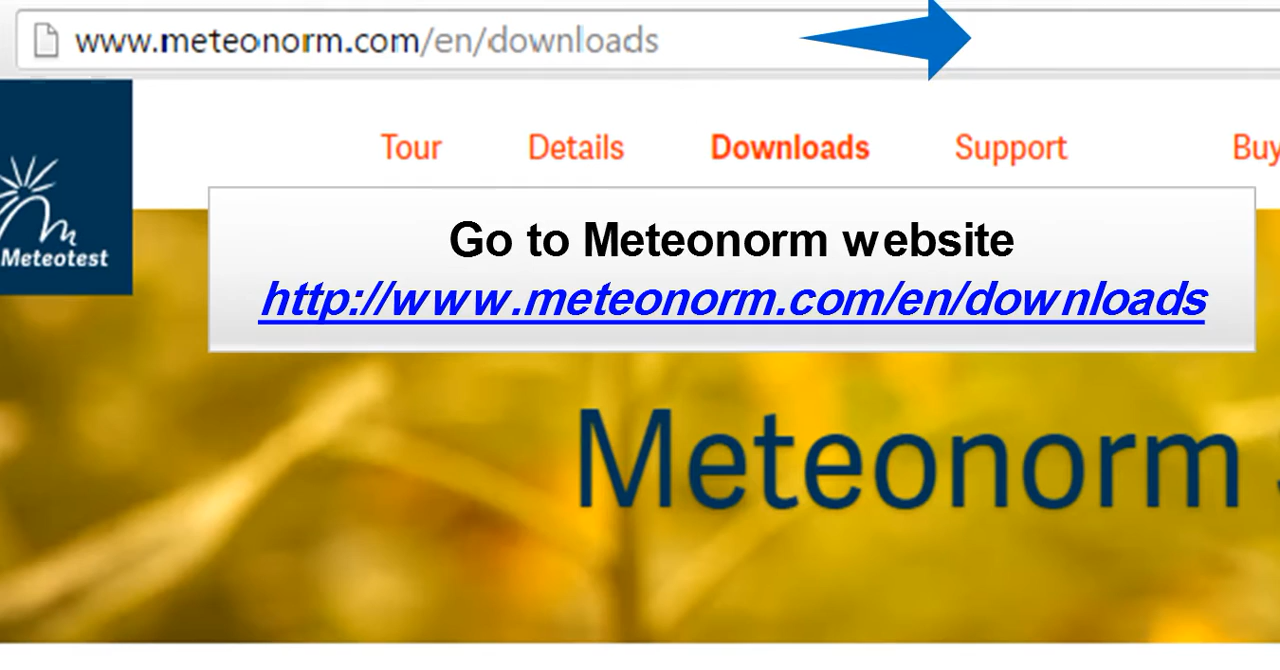 www.meteonorm.com/en/downloads
Tour Details Downloads Support Buy
Meteotest
Go to Meteonorm website
http://www.meteonorm.com/en/downloads
Meteonorm